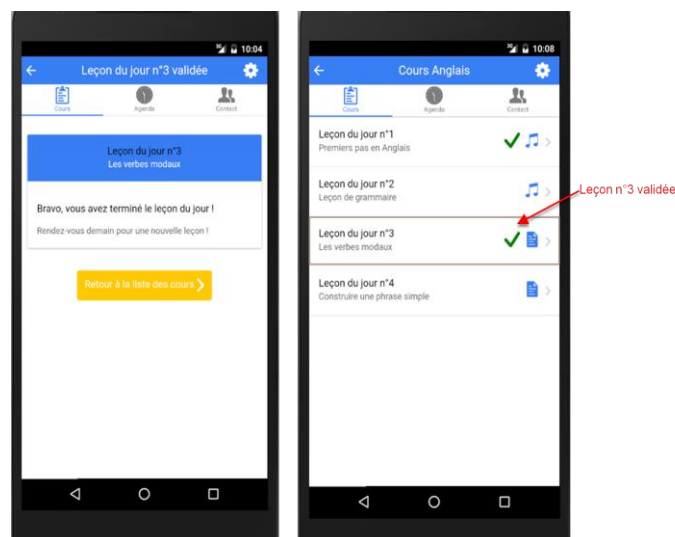 10:04
Leçon du jour n°3 validée
Cours
Agenda
Contact
Leçon du jour n°3
Les verbes modaux
Bravo, vous avez terminé le leçon du jour !
Rendez-vous demain pour une nouvelle leçon !
Retour à la liste des cours
10:08
Cours Anglais
Cours
Agenda
Contact
Leçon du jour n°1
Premiers pas en Anglais
Leçon du jour n°2
Leçon de grammaire
Leçon du jour n°3
Les verbes modaux
Leçon du jour n°4
Construire une phrase simple
Leçon n°3 validée